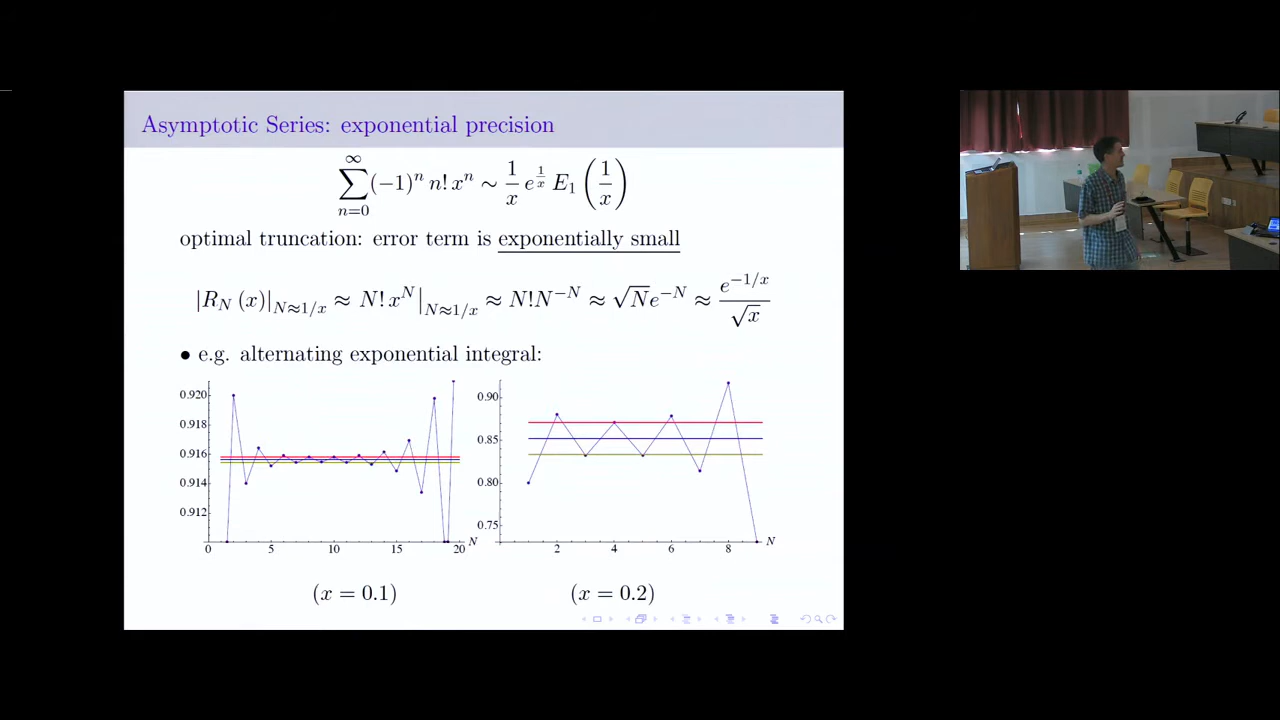 Asymptotic Series: exponential precision
∞
∑ (−1)ⁿ n! xⁿ ∼ 1/x e^{1/x} E₁ (1/x)
n=0
optimal truncation: error term is exponentially small
|R_N (x)|_{N≈1/x} ≈ N! x^N|_{N≈1/x} ≈ N!N^{−N} ≈ √N e^{−N} ≈ e^{−1/x}/√x
• e.g. alternating exponential integral:
0.920
0.918
0.916
0.914
0.912
0 5 10 15 20 N
0.90
0.85
0.80
0.75
2 4 6 8 N
(x = 0.1) (x = 0.2)